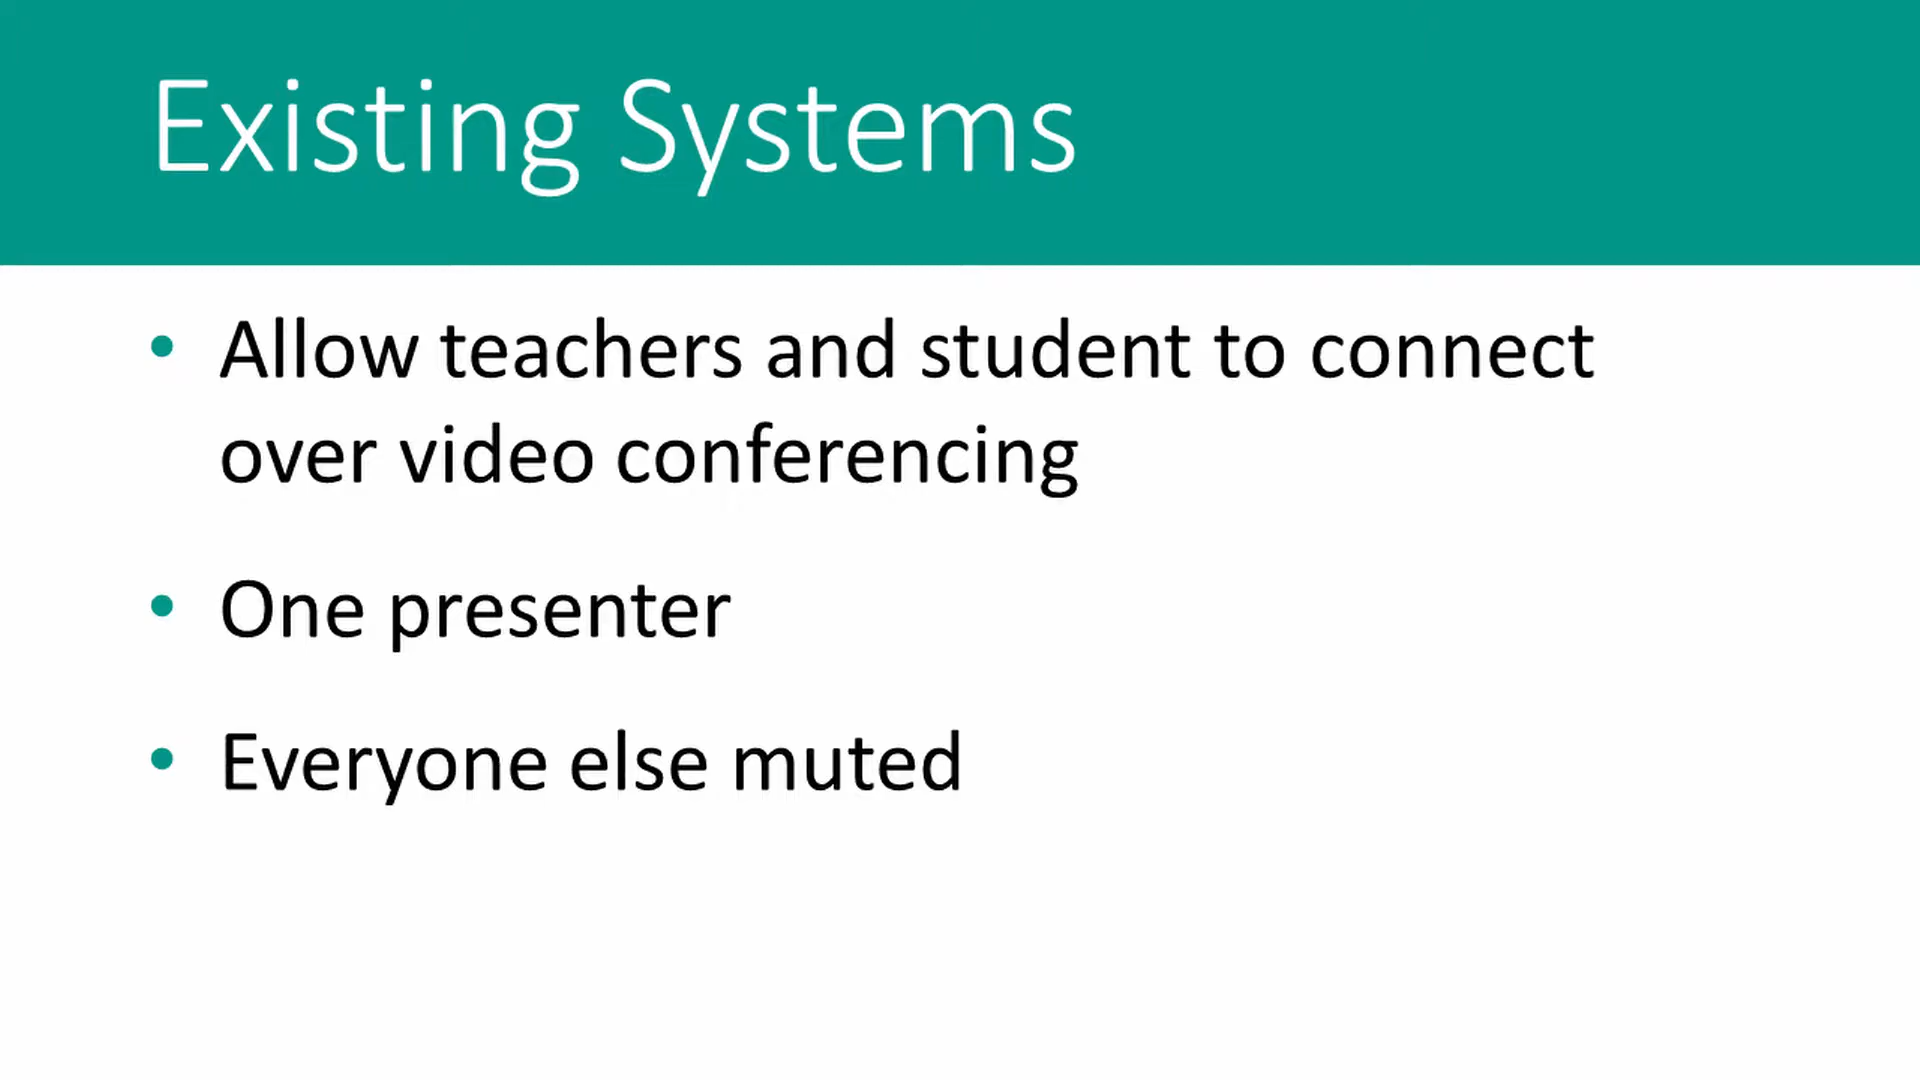 Existing Systems
• Allow teachers and student to connect
over video conferencing
• One presenter
• Everyone else muted